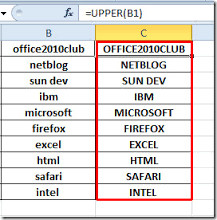 fx =UPPER(B1)
B C
office2010club OFFICE2010CLUB
netblog NETBLOG
sun dev SUN DEV
ibm IBM
microsoft MICROSOFT
firefox FIREFOX
excel EXCEL
html HTML
safari SAFARI
intel INTEL